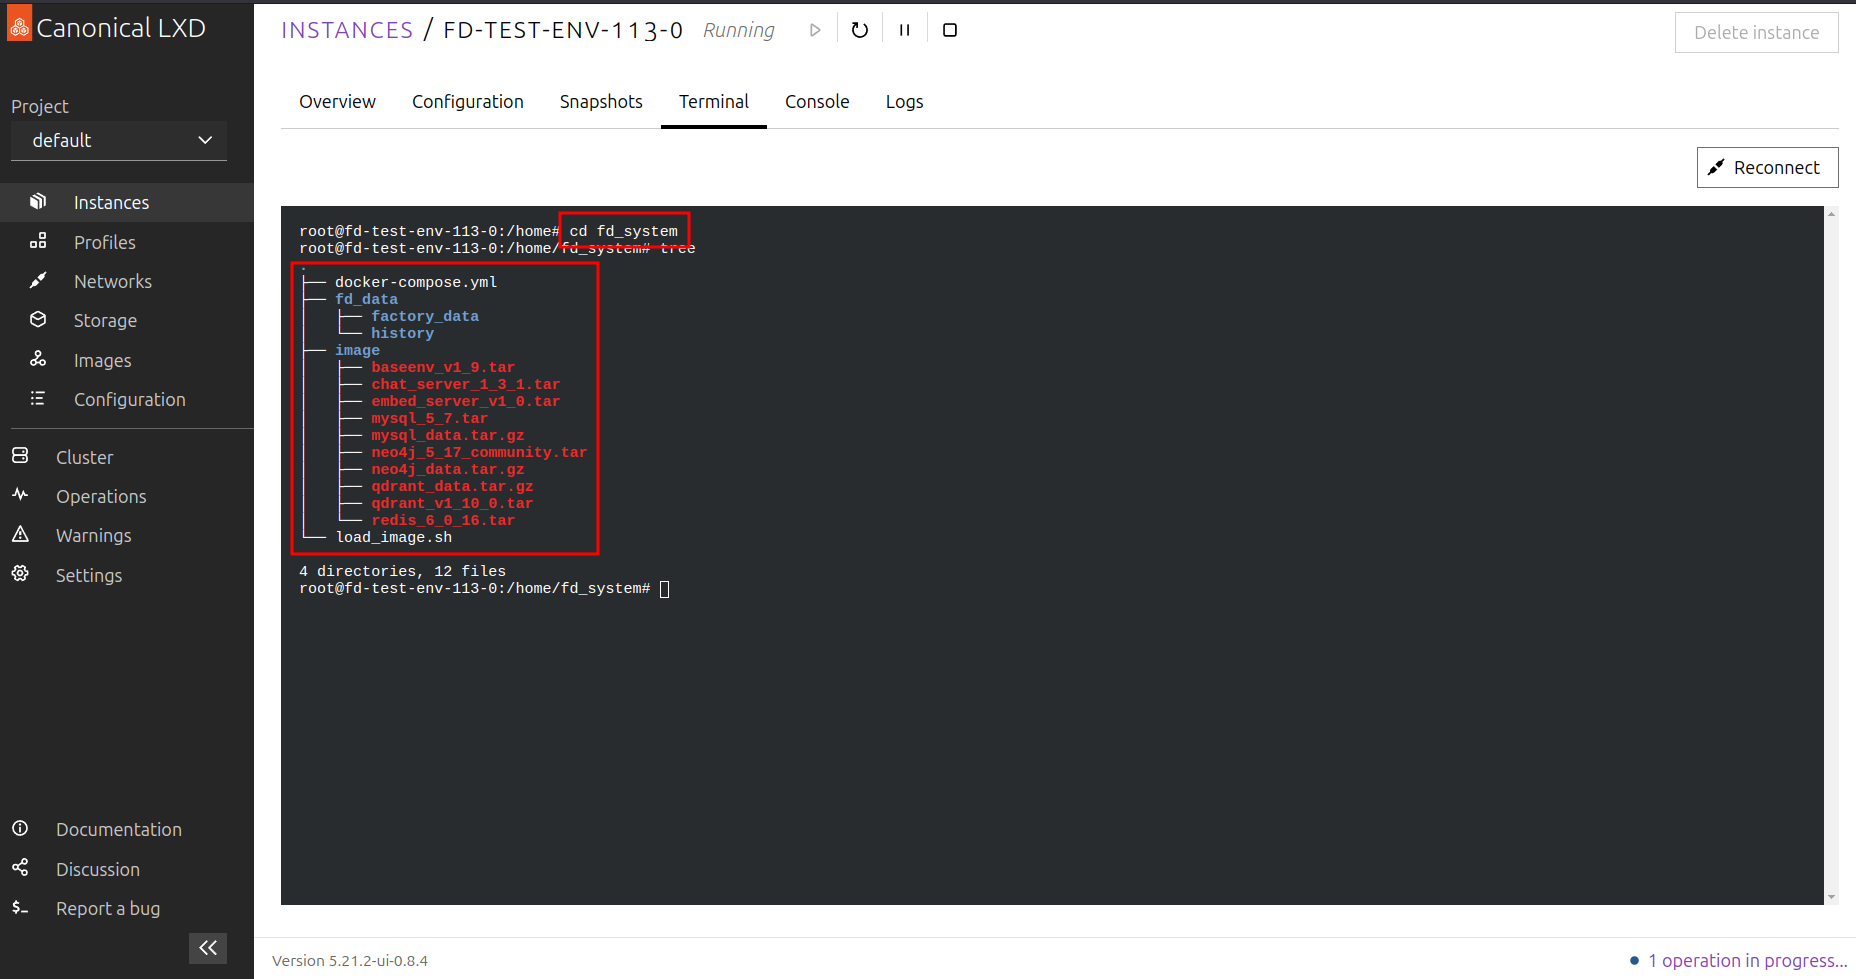 Canonical LXD
Project
default
Instances
Profiles
Networks
Storage
Images
Configuration
Cluster
Operations
Warnings
Settings
Documentation
Discussion
Report a bug
INSTANCES / FD-TEST-ENV-113-0 Running
Delete instance
Overview Configuration Snapshots Terminal Console Logs
Reconnect
root@fd-test-env-113-0:/home# cd fd_system
root@fd-test-env-113-0:/home/fd_system# tree
.
├── docker-compose.yml
├── fd_data
│   ├── factory_data
│   └── history
├── image
│   ├── baseenv_v1_9.tar
│   ├── chat_server_1_3_1.tar
│   ├── embed_server_v1_0.tar
│   ├── mysql_5_7.tar
│   ├── mysql_data.tar.gz
│   ├── neo4j_5_17_community.tar
│   ├── neo4j_data.tar.gz
│   ├── qdrant_data.tar.gz
│   ├── qdrant_v1_10_0.tar
│   └── redis_6_0_16.tar
└── load_image.sh
4 directories, 12 files
root@fd-test-env-113-0:/home/fd_system#
Version 5.21.2-ui-0.8.4
1 operation in progress...